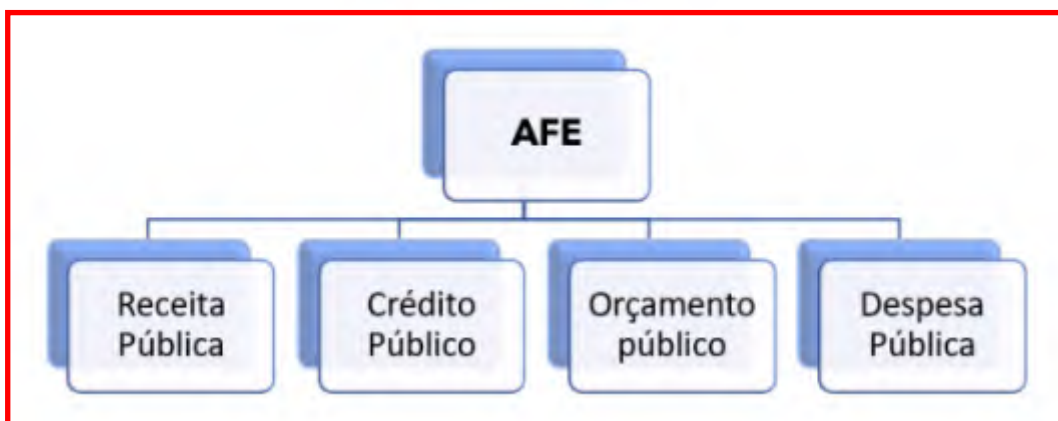 AFE
Receita
Pública
Crédito
Público
Orçamento
público
Despesa
Pública